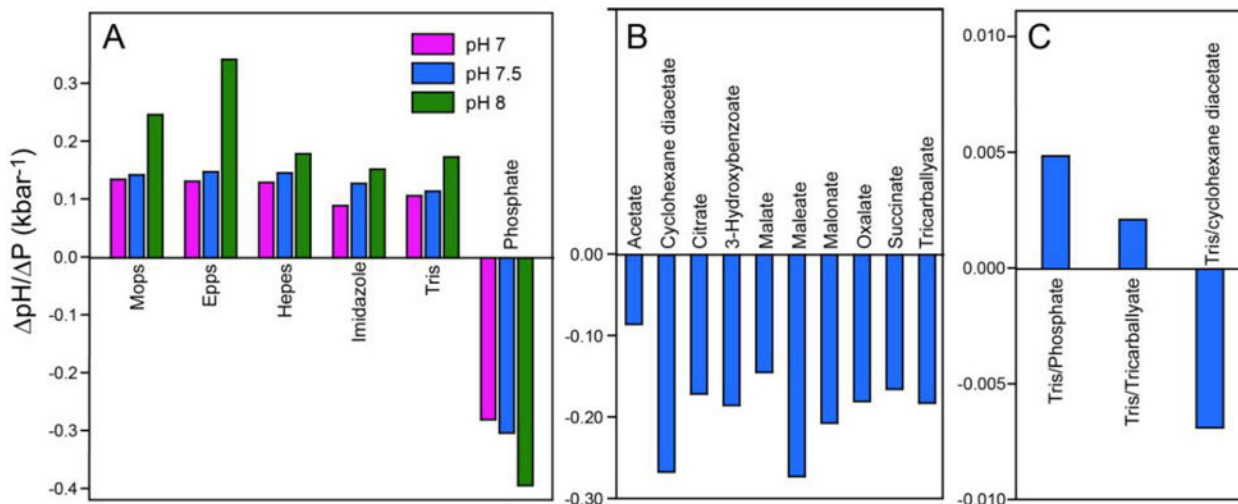 A
pH 7
pH 7.5
pH 8
ΔpH/ΔP (kbar-1)
0.3
0.2
0.1
0.0
-0.1
-0.2
-0.3
-0.4
Mops
Epps
Hepes
Imidazole
Tris
Phosphate
B
0.00
-0.10
-0.20
-0.30
Acetate
Cyclohexane diacetate
Citrate
3-Hydroxybenzoate
Malate
Maleate
Malonate
Oxalate
Succinate
Tricarballyate
C
0.010
0.005
0.000
-0.005
-0.010
Tris/Phosphate
Tris/Tricarballyate
Tris/cyclohexane diacetate